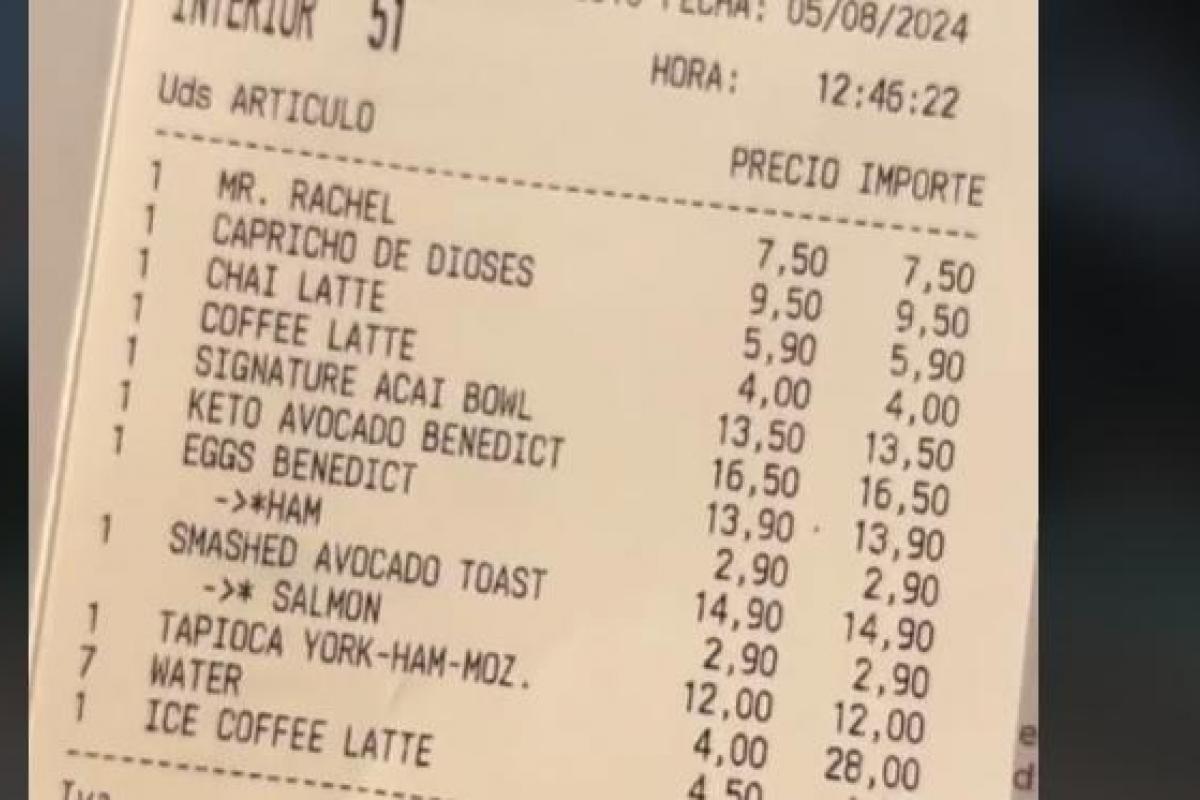 INTERIOR 51
FECHA: 05/08/2024
HORA: 12:46:22
Uds ARTICULO PRECIO IMPORTE
1 MR. RACHEL 7,50 7,50
1 CAPRICHO DE DIOSES 9,50 9,50
1 CHAI LATTE 5,90 5,90
1 COFFEE LATTE 4,00 4,00
1 SIGNATURE ACAI BOWL 13,50 13,50
1 KETO AVOCADO BENEDICT 16,50 16,50
1 EGGS BENEDICT 13,90 13,90
->*HAM 2,90 2,90
1 SMASHED AVOCADO TOAST 14,90 14,90
->* SALMON 2,90 2,90
1 TAPIOCA YORK-HAM-MOZ. 12,00 12,00
7 WATER 4,00 28,00
1 ICE COFFEE LATTE 4,50
Iva
e
d